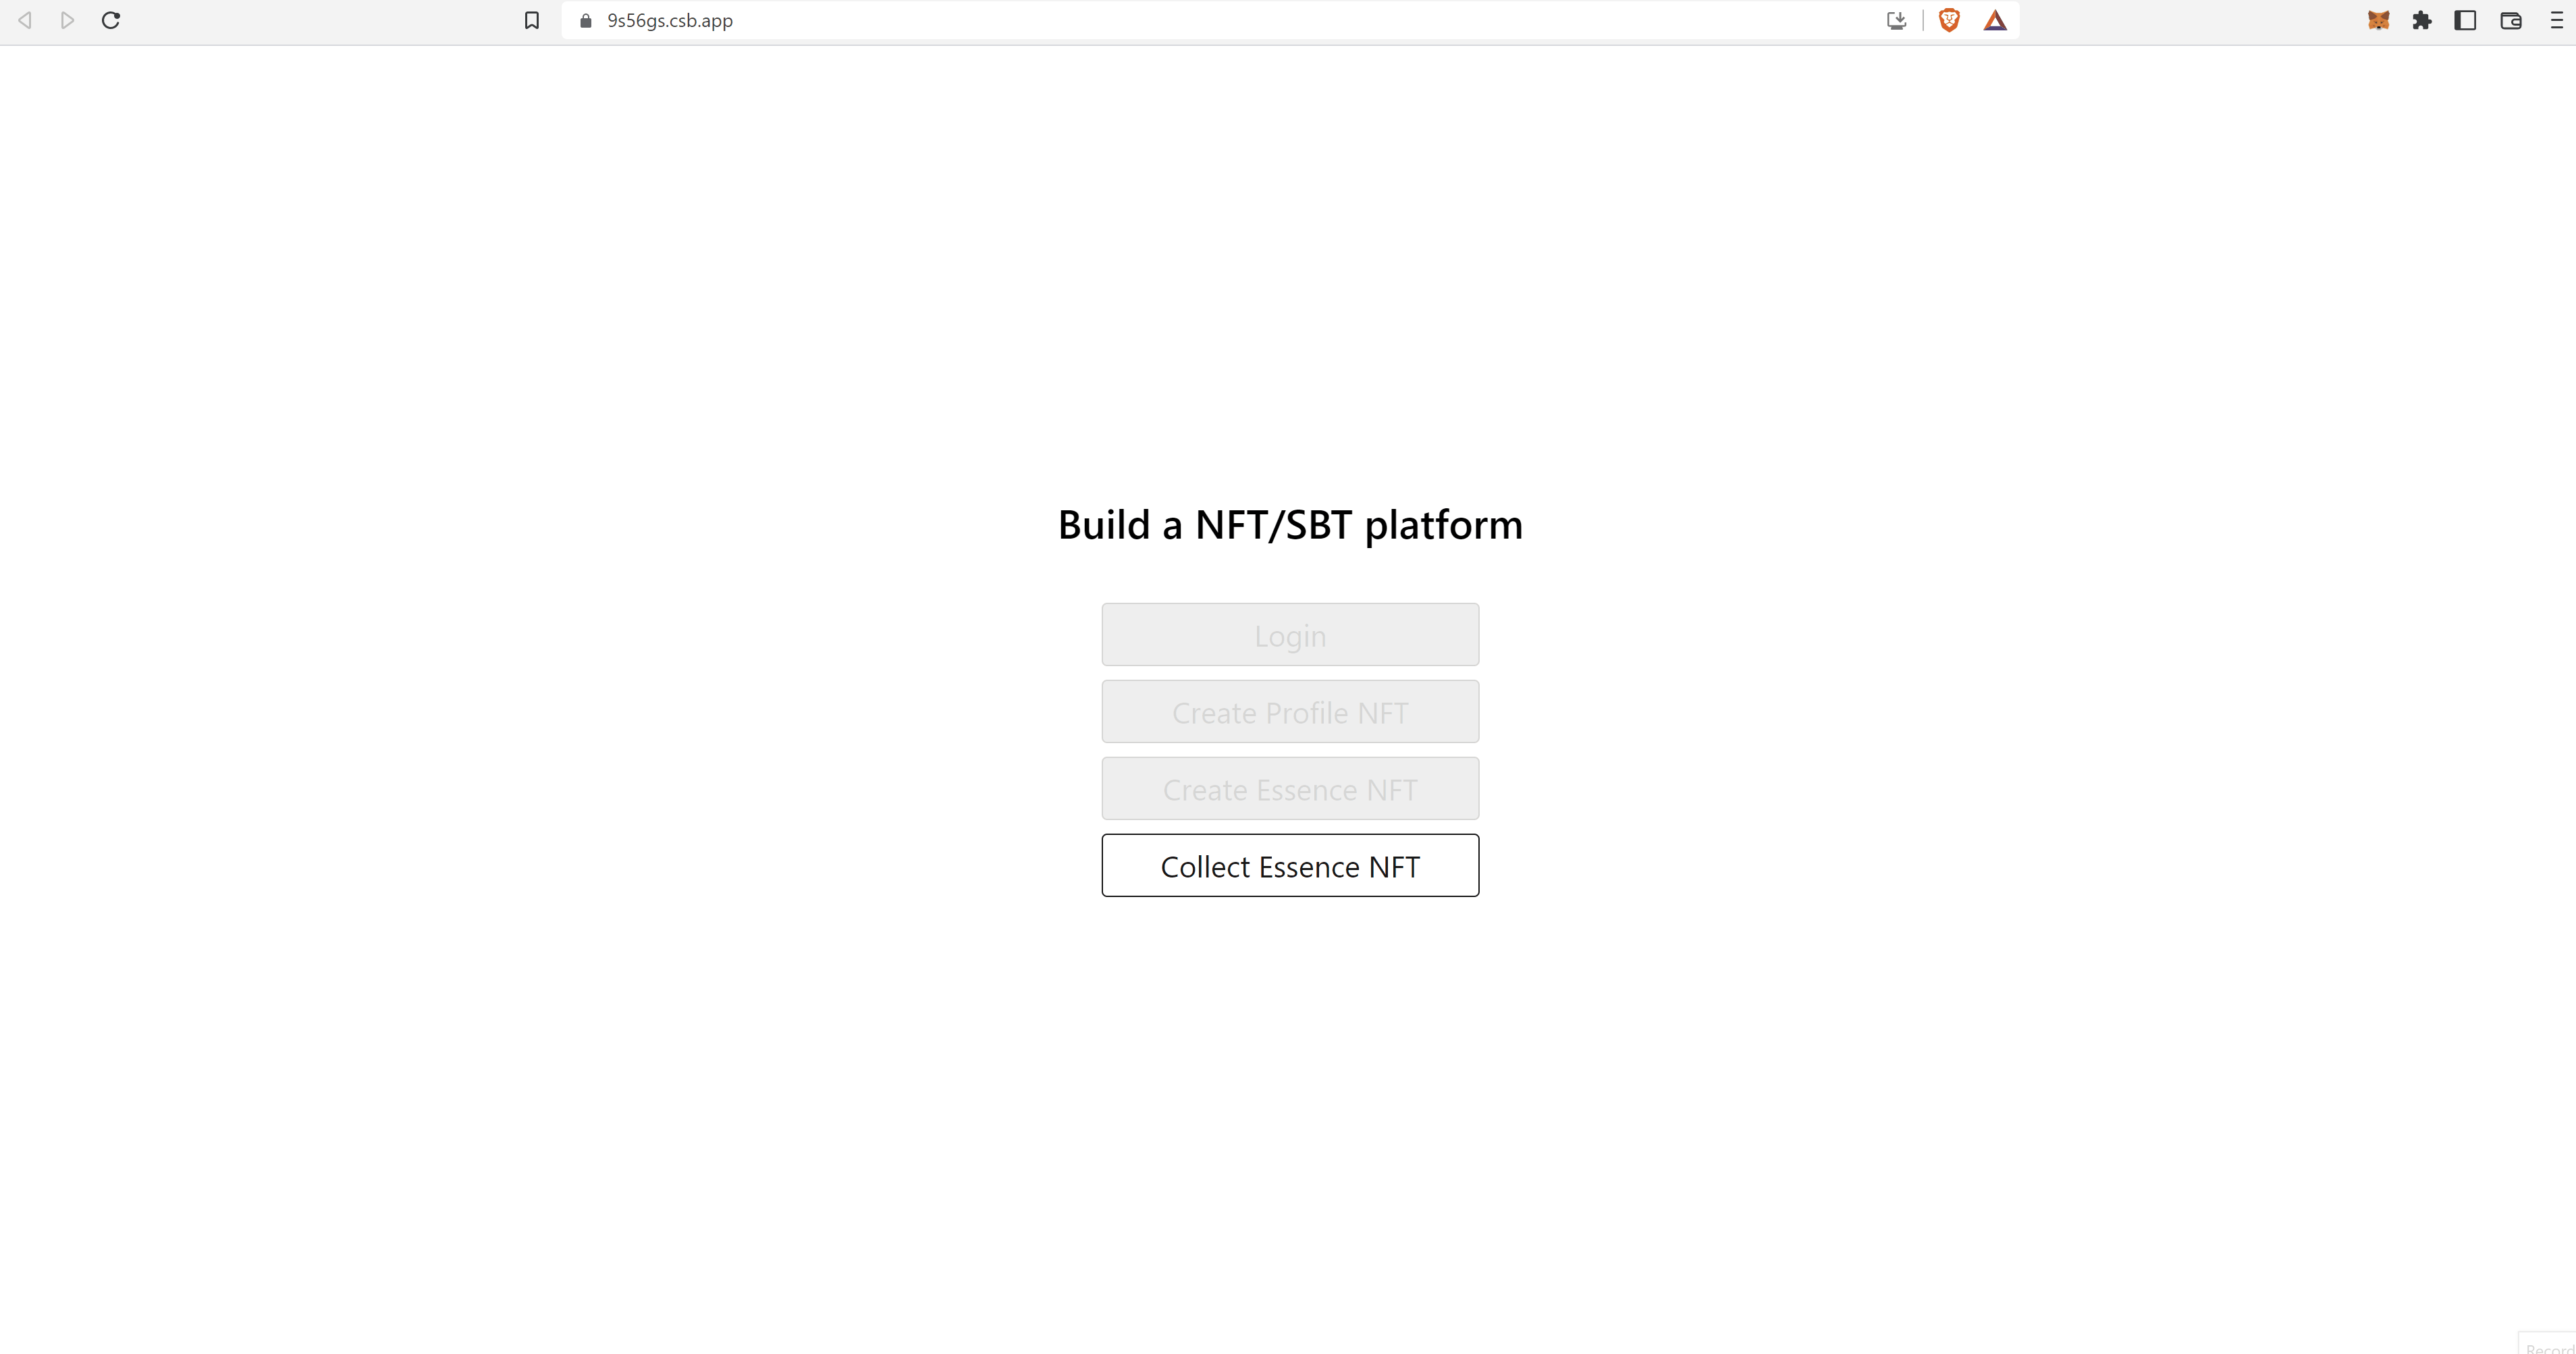 9s56gs.csb.app
Build a NFT/SBT platform
Login
Create Profile NFT
Create Essence NFT
Collect Essence NFT
Record